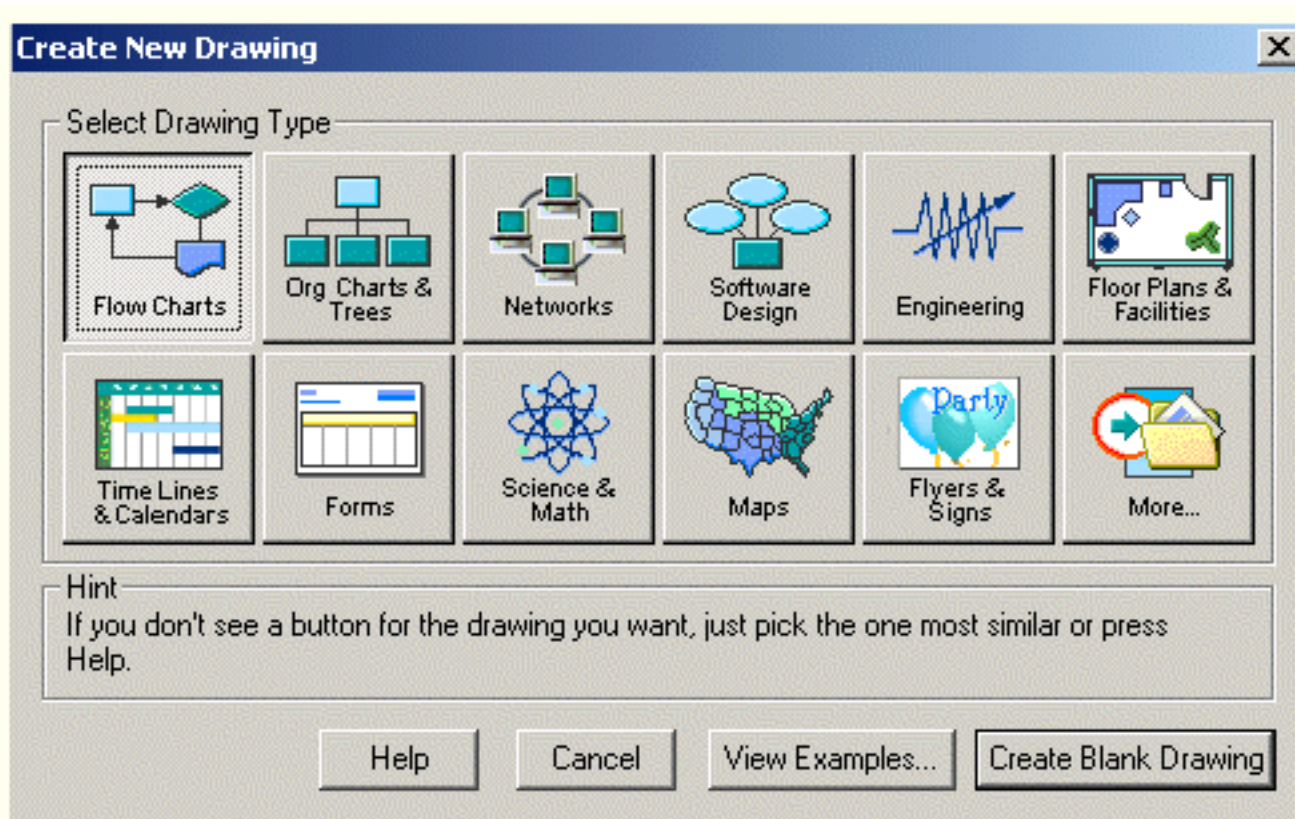 Create New Drawing
Select Drawing Type
Flow Charts
Org Charts &
Trees
Networks
Software
Design
Engineering
Floor Plans &
Facilities
Time Lines
& Calendars
Forms
Science &
Math
Maps
Party
Flyers &
Signs
More...
Hint
If you don't see a button for the drawing you want, just pick the one most similar or press
Help.
Help
Cancel
View Examples...
Create Blank Drawing